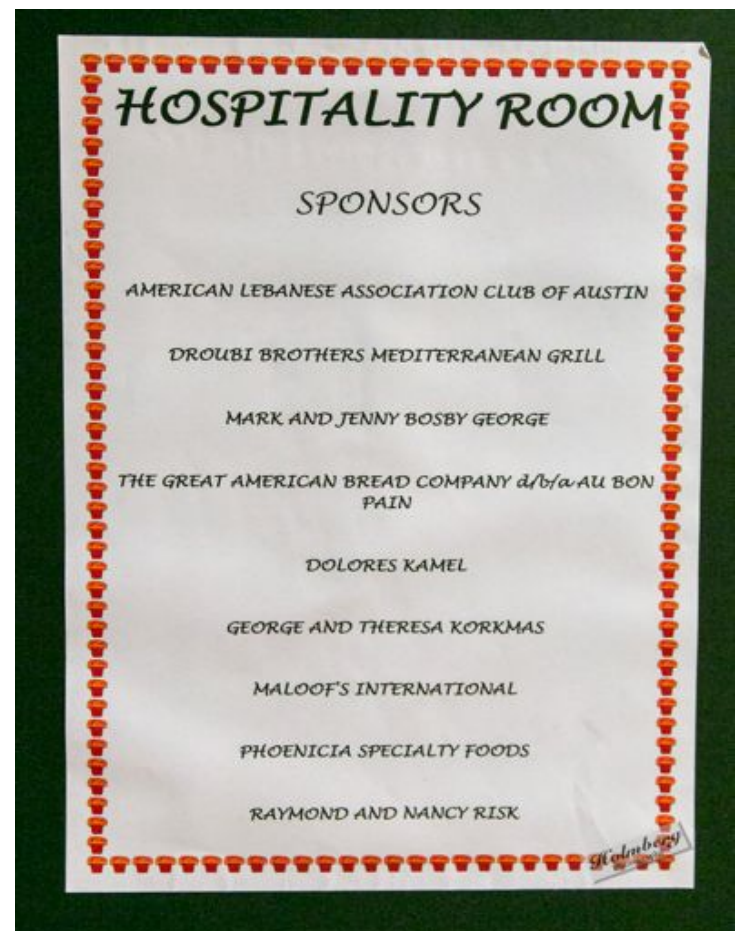 HOSPITALITY ROOM
SPONSORS
AMERICAN LEBANESE ASSOCIATION CLUB OF AUSTIN
DROUBI BROTHERS MEDITERRANEAN GRILL
MARK AND JENNY BOSBY GEORGE
THE GREAT AMERICAN BREAD COMPANY d/b/a AU BON
PAIN
DOLORES KAMEL
GEORGE AND THERESA KORKMAS
MALOOF'S INTERNATIONAL
PHOENICIA SPECIALTY FOODS
RAYMOND AND NANCY RISK
Holmberg